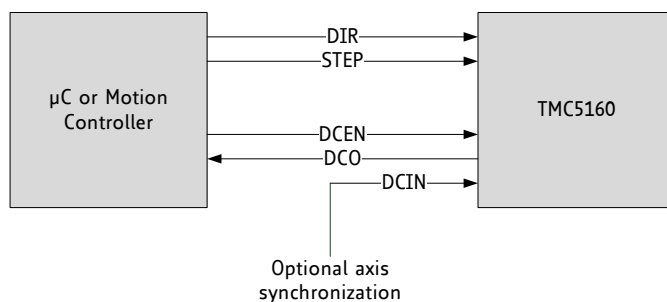 DIR
STEP
µC or Motion
Controller
TMC5160
DCEN
DCO
DCIN
Optional axis
synchronization